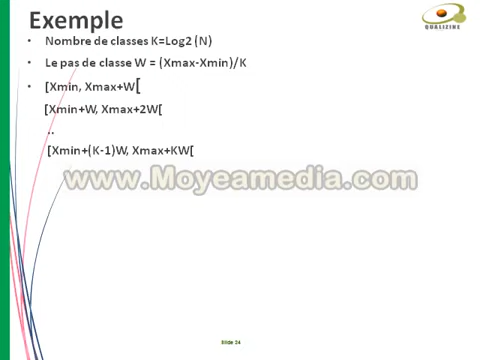 Exemple
QUALIZINE
• Nombre de classes K=Log2 (N)
• Le pas de classe W = (Xmax-Xmin)/K
• [Xmin, Xmax+W[
[Xmin+W, Xmax+2W[
..
[Xmin+(K-1)W, Xmax+KW[
www.Moyeamedia.com
Slide 24